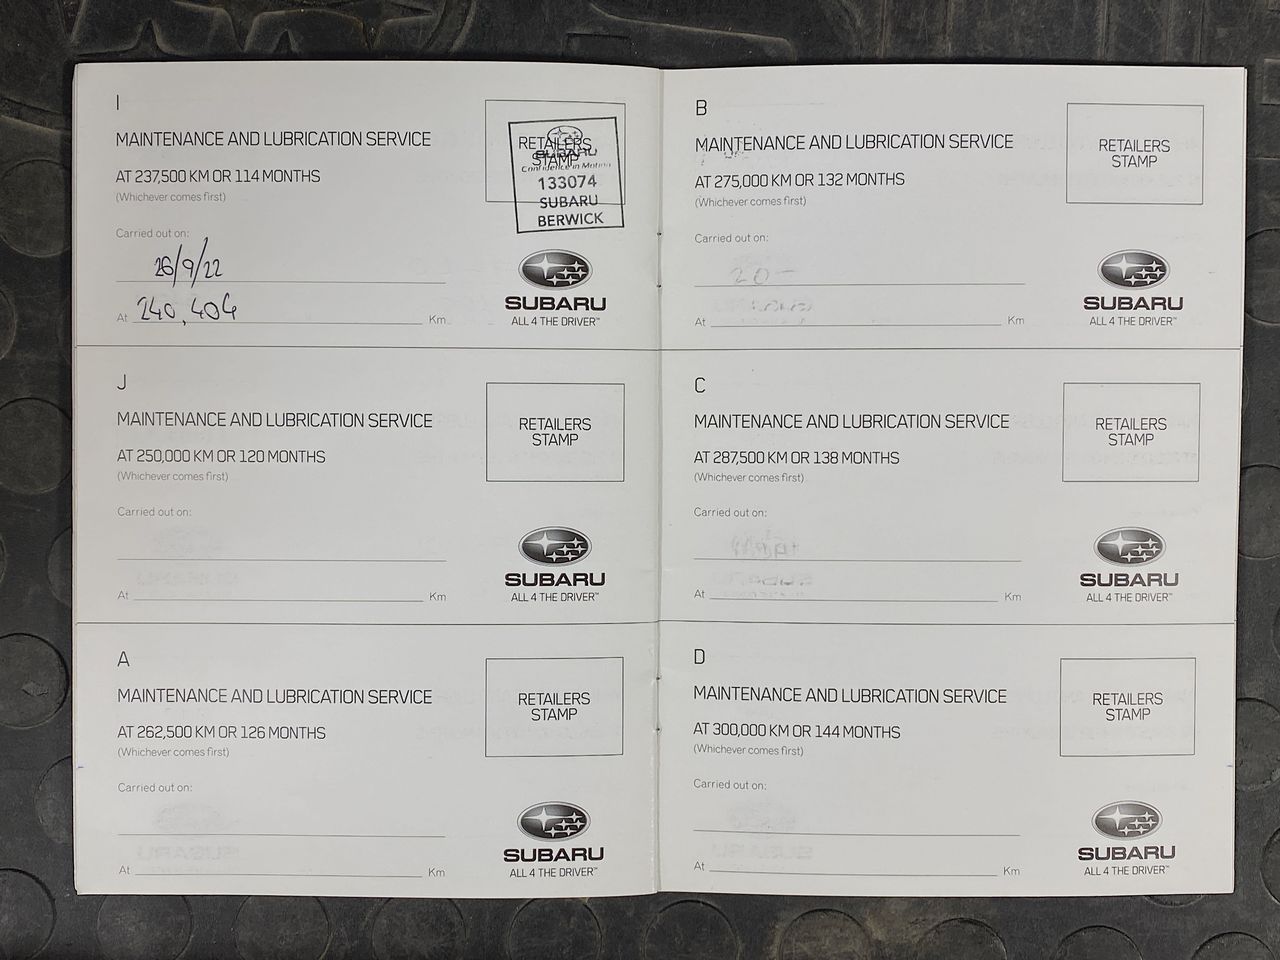 I
MAINTENANCE AND LUBRICATION SERVICE
AT 237,500 KM OR 114 MONTHS
(Whichever comes first)
RETAILERS
STAMP
SUBARU
Confidence in Motion
133074
SUBARU
BERWICK
Carried out on:
26/9/22
At 240,404 Km
SUBARU
ALL 4 THE DRIVER™
J
MAINTENANCE AND LUBRICATION SERVICE
AT 250,000 KM OR 120 MONTHS
(Whichever comes first)
RETAILERS
STAMP
Carried out on:
At Km
SUBARU
ALL 4 THE DRIVER™
A
MAINTENANCE AND LUBRICATION SERVICE
AT 262,500 KM OR 126 MONTHS
(Whichever comes first)
RETAILERS
STAMP
Carried out on:
At Km
SUBARU
ALL 4 THE DRIVER™
B
MAINTENANCE AND LUBRICATION SERVICE
AT 275,000 KM OR 132 MONTHS
(Whichever comes first)
RETAILERS
STAMP
Carried out on:
At Km
SUBARU
ALL 4 THE DRIVER™
C
MAINTENANCE AND LUBRICATION SERVICE
AT 287,500 KM OR 138 MONTHS
(Whichever comes first)
RETAILERS
STAMP
Carried out on:
At Km
SUBARU
ALL 4 THE DRIVER™
D
MAINTENANCE AND LUBRICATION SERVICE
AT 300,000 KM OR 144 MONTHS
(Whichever comes first)
RETAILERS
STAMP
Carried out on:
At Km
SUBARU
ALL 4 THE DRIVER™